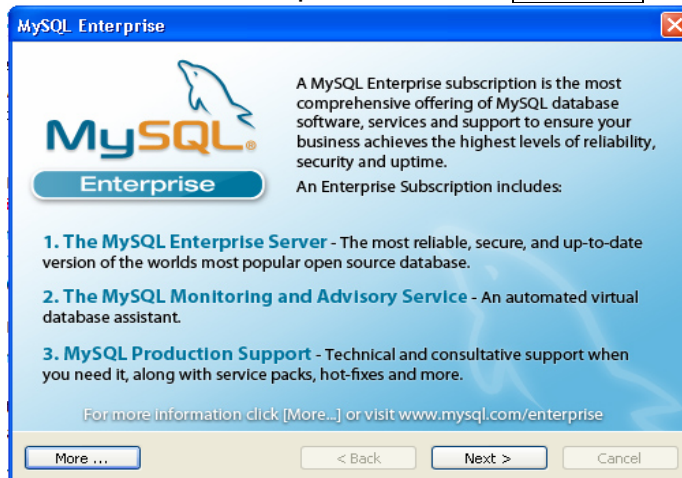 MySQL Enterprise
MySQL®
Enterprise
A MySQL Enterprise subscription is the most
comprehensive offering of MySQL database
software, services and support to ensure your
business achieves the highest levels of reliability,
security and uptime.
An Enterprise Subscription includes:
1. The MySQL Enterprise Server - The most reliable, secure, and up-to-date
version of the worlds most popular open source database.
2. The MySQL Monitoring and Advisory Service - An automated virtual
database assistant.
3. MySQL Production Support - Technical and consultative support when
you need it, along with service packs, hot-fixes and more.
For more information click [More...] or visit www.mysql.com/enterprise
More ...
< Back
Next >
Cancel